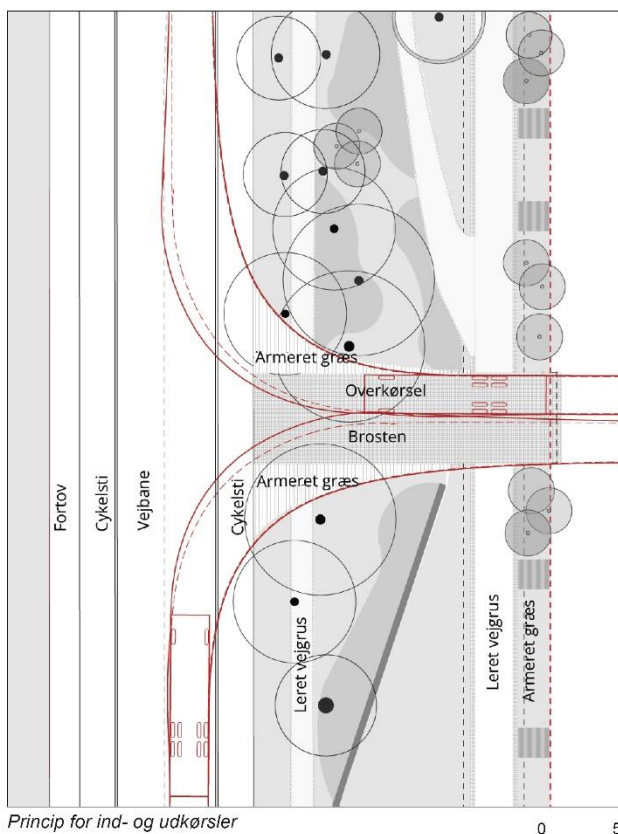 Armeret græs
Overkørsel
Brosten
Armeret græs
Fortov
Cykelsti
Vejbane
Cykelsti
Leret vejgrus
Leret vejgrus
Armeret græs
Princip for ind- og udkørsler
0 5